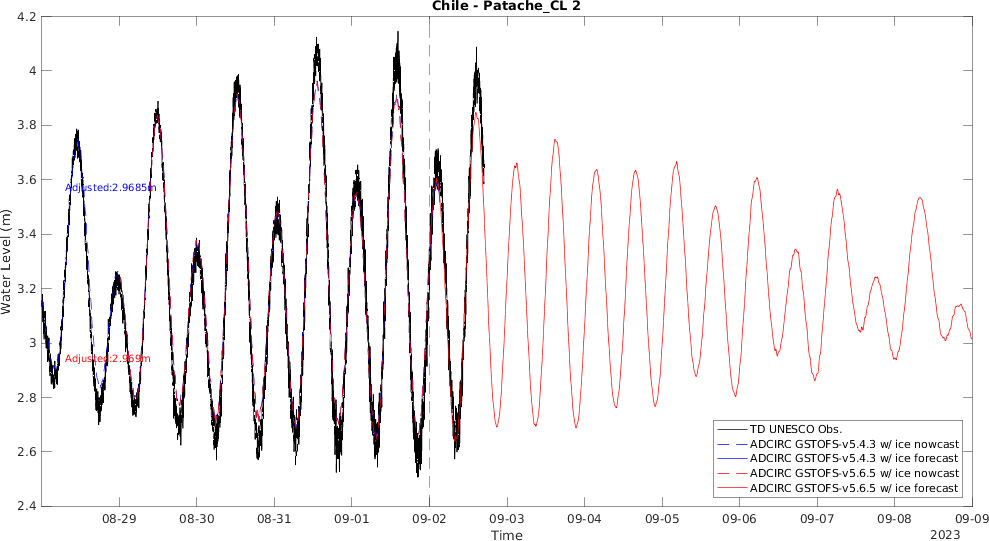 Chile - Patache_CL 2
4.2
4
3.8
3.6
3.4
3.2
3
2.8
2.6
2.4
Water Level (m)
Adjusted:2.9685m
Adjusted:2.969m
TD UNESCO Obs.
ADCIRC GSTOFS-v5.4.3 w/ ice nowcast
ADCIRC GSTOFS-v5.4.3 w/ ice forecast
ADCIRC GSTOFS-v5.6.5 w/ ice nowcast
ADCIRC GSTOFS-v5.6.5 w/ ice forecast
08-29 08-30 08-31 09-01 09-02 09-03 09-04 09-05 09-06 09-07 09-08 09-09
Time
2023